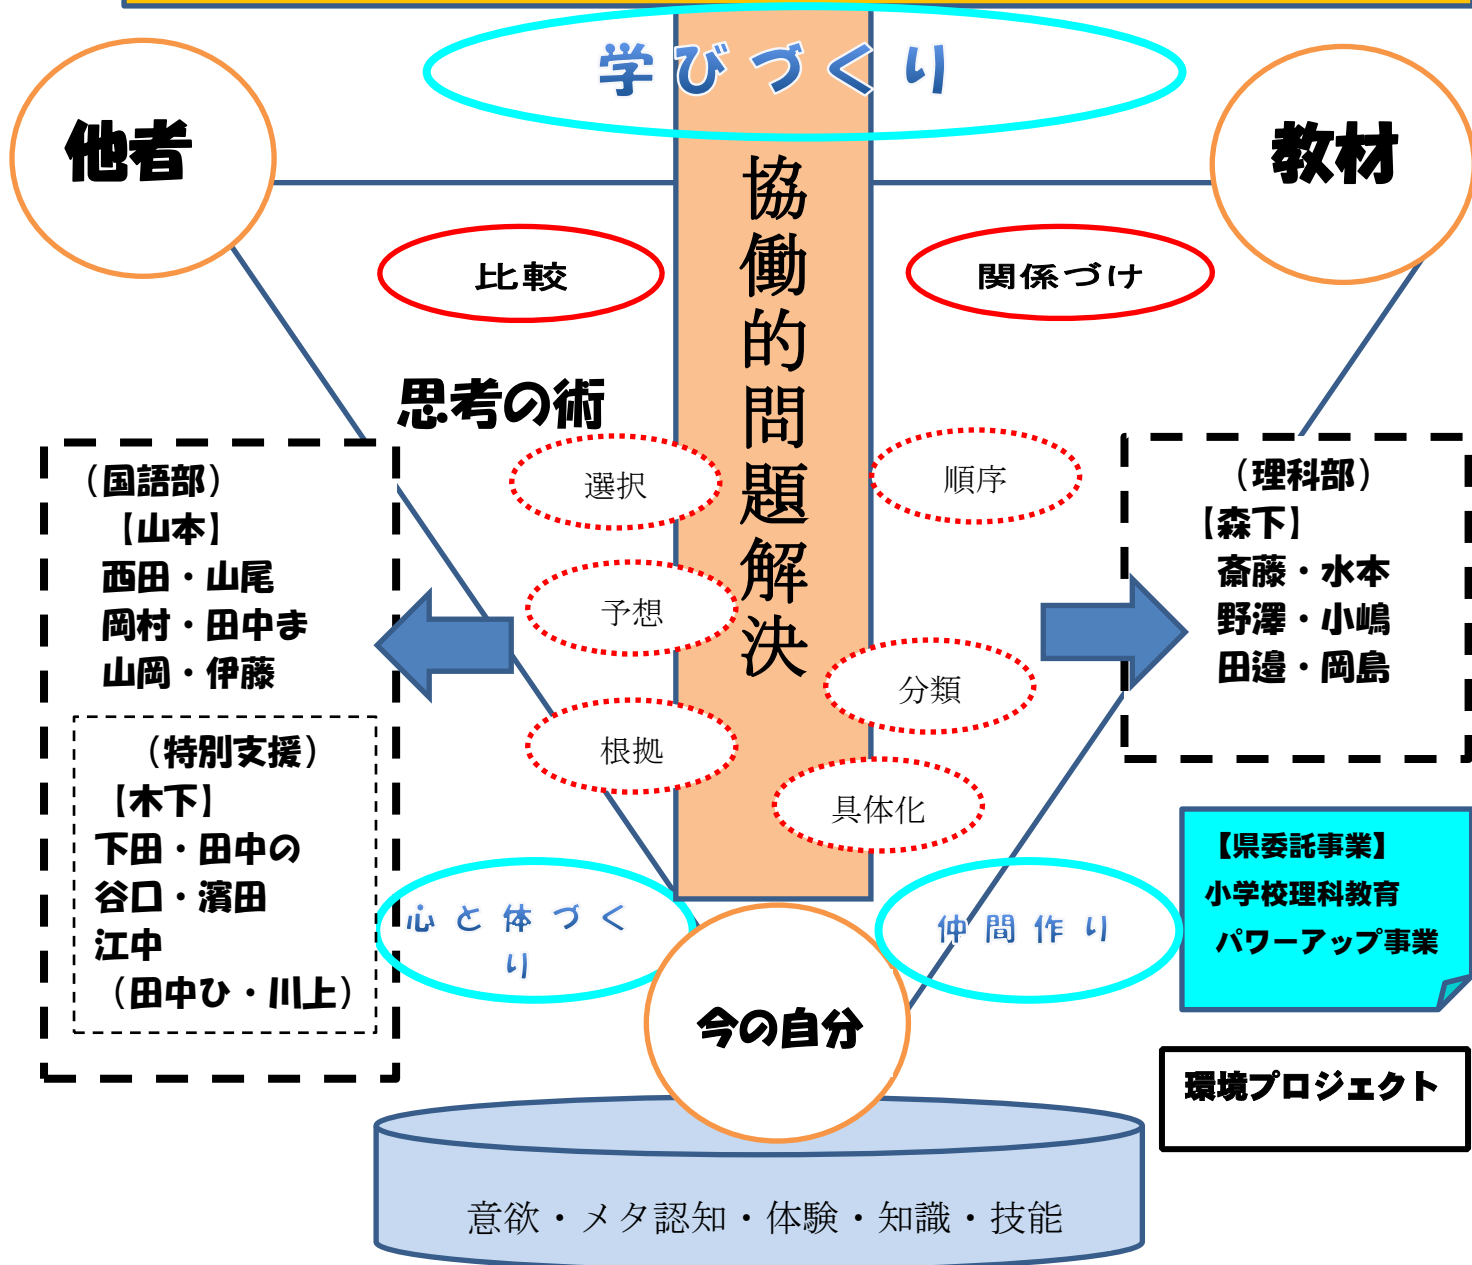 学びづくり
他者
教材
協働的問題解決
比較
関係づけ
思考の術
選択
順序
予想
分類
根拠
具体化
（国語部）
【山本】
西田・山尾
岡村・田中ま
山岡・伊藤
（特別支援）
【木下】
下田・田中の
谷口・濱田
江中
（田中ひ・川上）
（理科部）
【森下】
斎藤・水本
野澤・小嶋
田邉・岡島
心と体づく
り
仲間作り
【県委託事業】
小学校理科教育
パワーアップ事業
今の自分
環境プロジェクト
意欲・メタ認知・体験・知識・技能